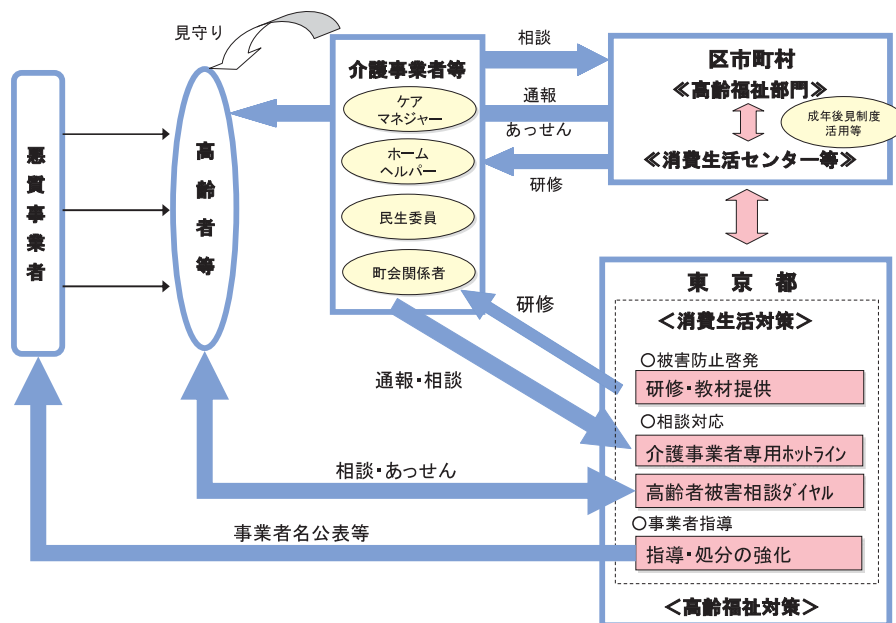 見守り
悪質事業者
高齢者等
介護事業者等
ケア
マネジャー
ホーム
ヘルパー
民生委員
町会関係者
相談
通報
あっせん
研修
区市町村
≪高齢福祉部門≫
成年後見制度
活用等
≪消費生活センター等≫
東京都
＜消費生活対策＞
○被害防止啓発
研修・教材提供
○相談対応
介護事業者専用ﾎｯﾄﾗｲﾝ
高齢者被害相談ﾀﾞｲﾔﾙ
○事業者指導
指導・処分の強化
＜高齢福祉対策＞
研修
通報・相談
相談・あっせん
事業者名公表等